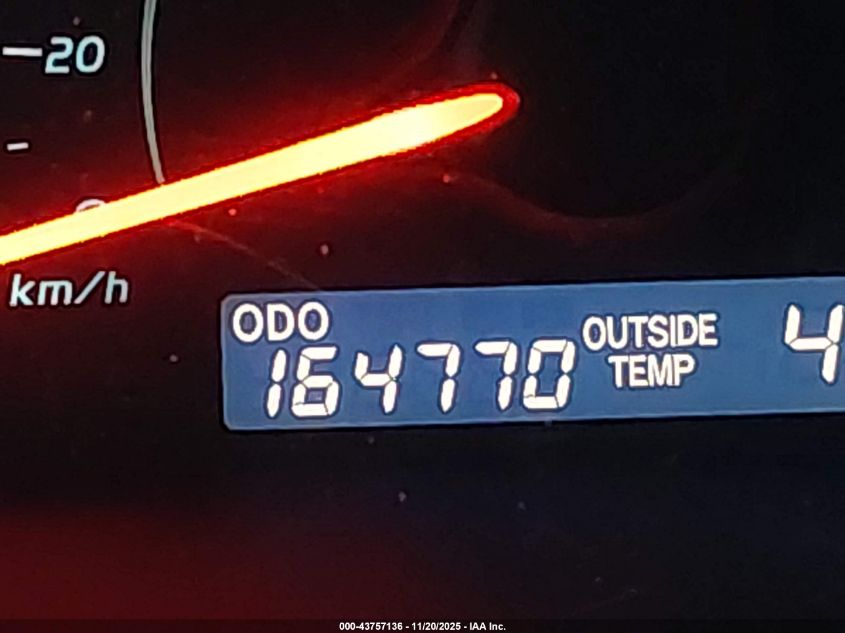 20
km/h
ODO
164770
OUTSIDE
TEMP
4
000-43757136 - 11/20/2025 - IAA Inc.